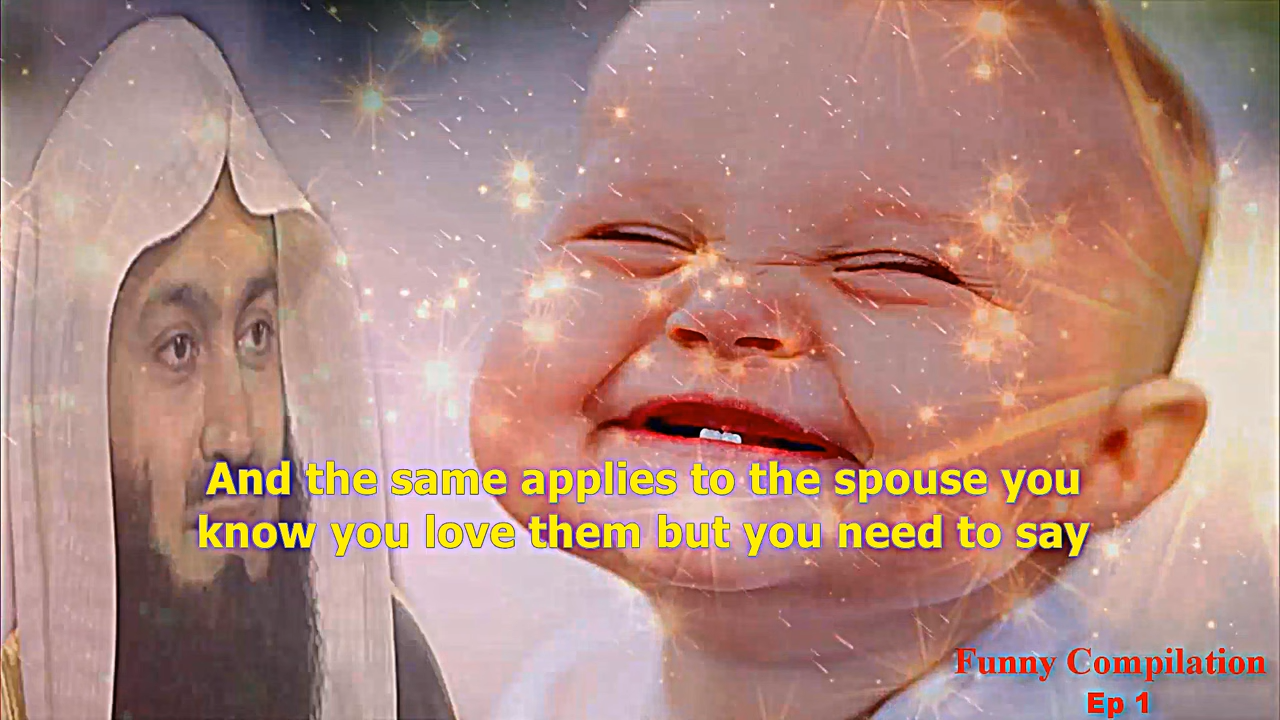 And the same applies to the spouse you
know you love them but you need to say
Funny Compilation
Ep 1